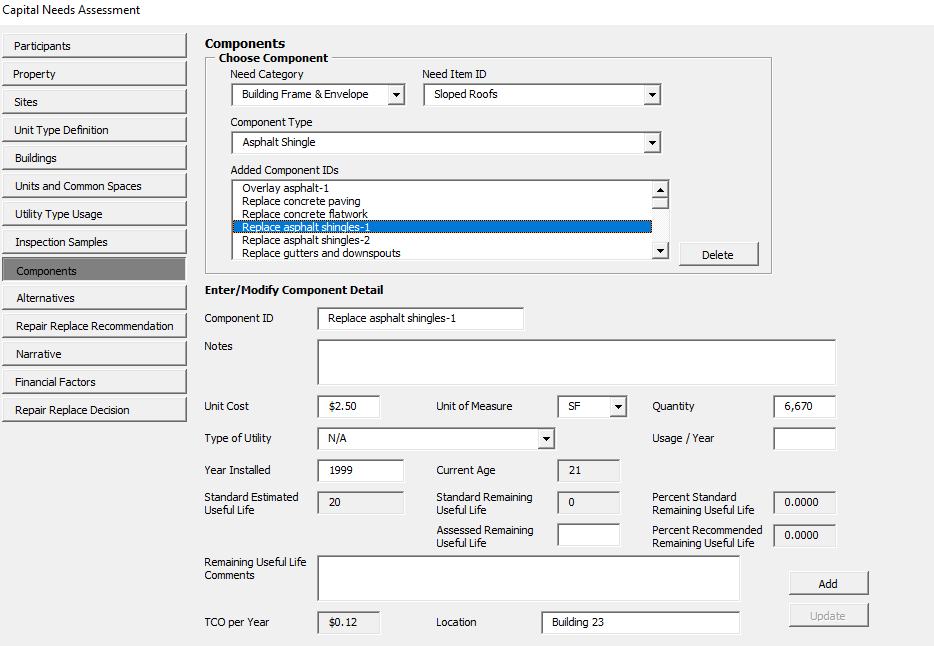 Capital Needs Assessment
Participants
Property
Sites
Unit Type Definition
Buildings
Units and Common Spaces
Utility Type Usage
Inspection Samples
Components
Alternatives
Repair Replace Recommendation
Narrative
Financial Factors
Repair Replace Decision
Components
Choose Component
Need Category
Need Item ID
Building Frame & Envelope
Sloped Roofs
Component Type
Asphalt Shingle
Added Component IDs
Overlay asphalt-1
Replace concrete paving
Replace concrete flatwork
Replace asphalt shingles-1
Replace asphalt shingles-2
Replace gutters and downspouts
Delete
Enter/Modify Component Detail
Component ID
Replace asphalt shingles-1
Notes
Unit Cost
$2.50
Unit of Measure
SF
Quantity
6,670
Type of Utility
N/A
Usage / Year
Year Installed
1999
Current Age
21
Standard Estimated
Useful Life
20
Standard Remaining
Useful Life
0
Percent Standard
Remaining Useful Life
0.0000
Assessed Remaining
Useful Life
Percent Recommended
Remaining Useful Life
0.0000
Remaining Useful Life
Comments
Add
TCO per Year
$0.12
Location
Building 23
Update